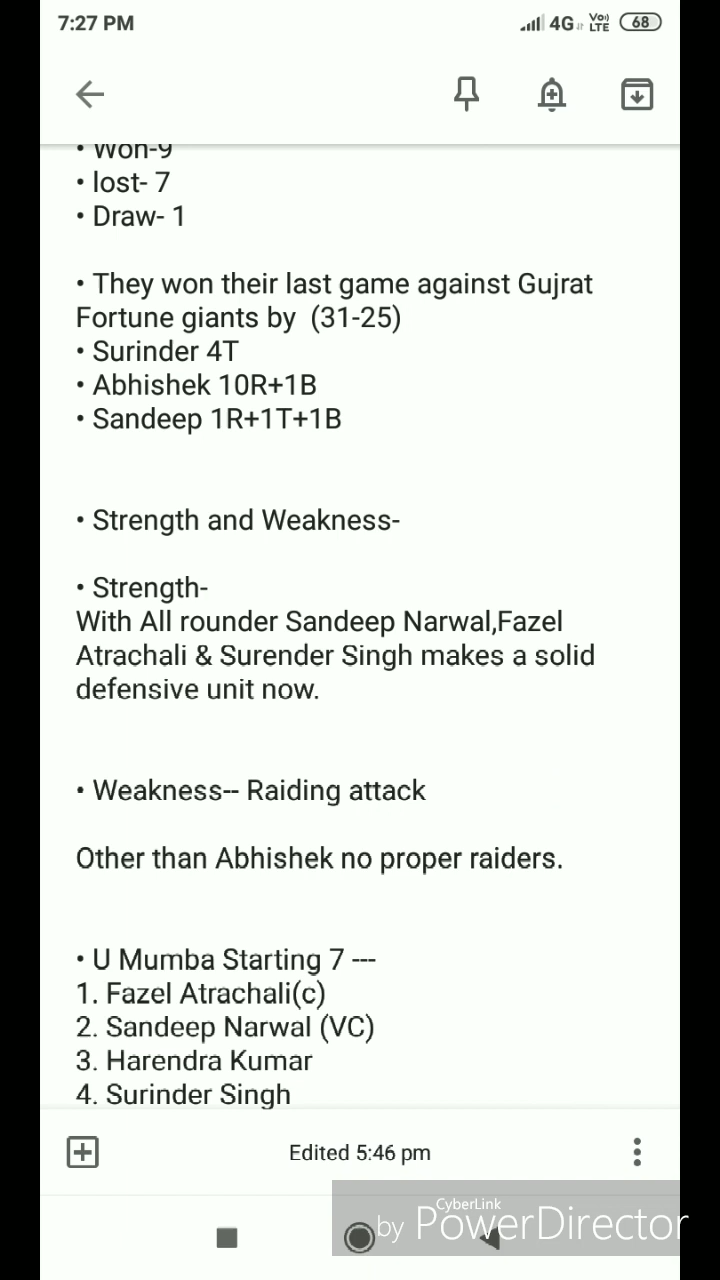 7:27 PM
4G Vo) LTE 68
• Won-9
• lost- 7
• Draw- 1
• They won their last game against Gujrat
Fortune giants by (31-25)
• Surinder 4T
• Abhishek 10R+1B
• Sandeep 1R+1T+1B
• Strength and Weakness-
• Strength-
With All rounder Sandeep Narwal,Fazel
Atrachali & Surender Singh makes a solid
defensive unit now.
• Weakness-- Raiding attack
Other than Abhishek no proper raiders.
• U Mumba Starting 7 ---
1. Fazel Atrachali(c)
2. Sandeep Narwal (VC)
3. Harendra Kumar
4. Surinder Singh
Edited 5:46 pm
CyberLink
by PowerDirector